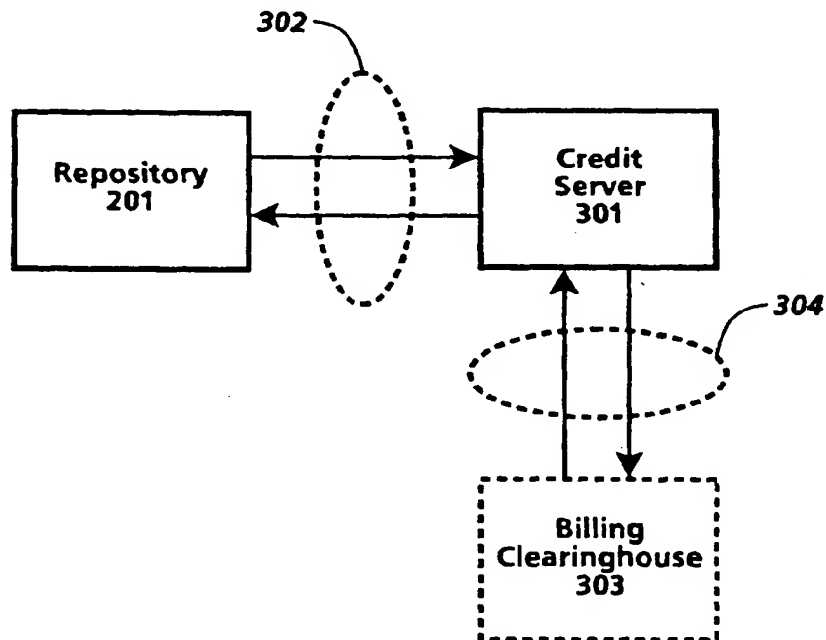 302
Repository
201
Credit
Server
301
304
Billing
Clearinghouse
303